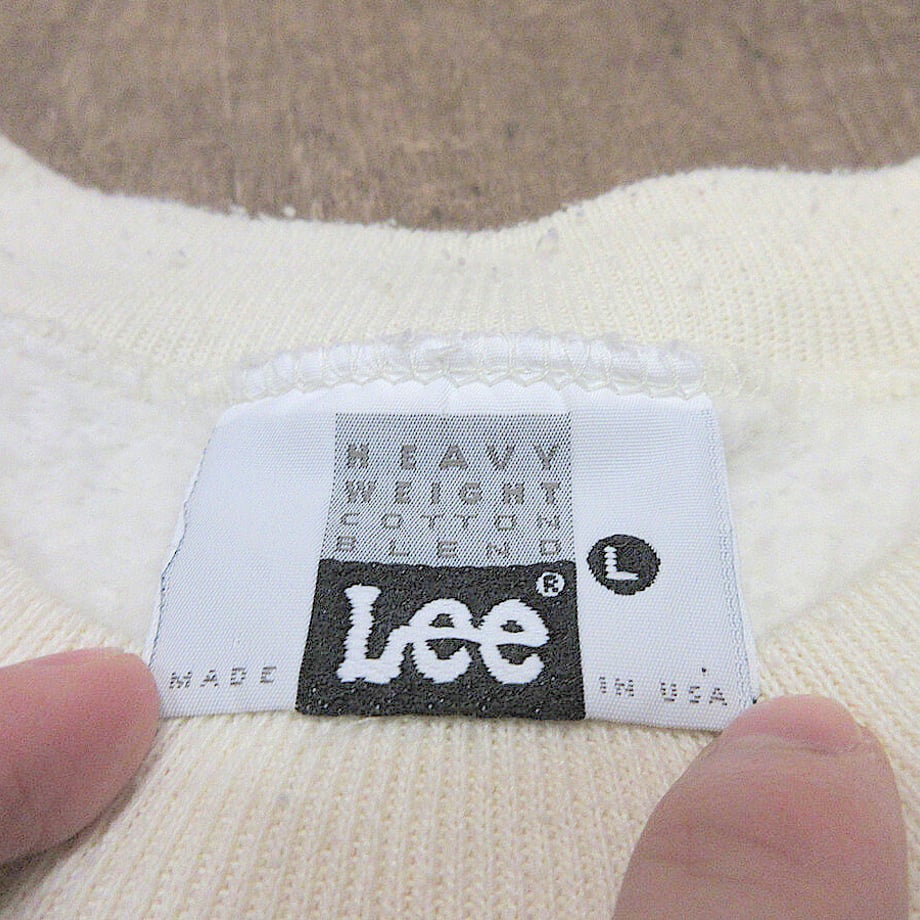 HEAVY
WEIGHT
COTTON
BLEND
Lee®
L
MADE IN USA